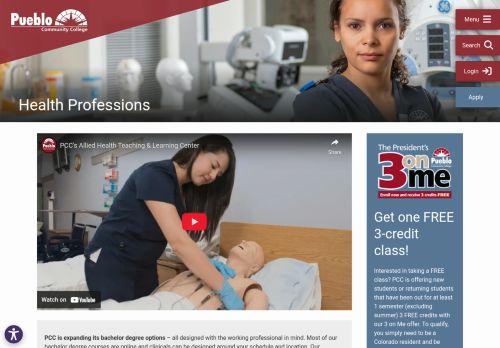 Pueblo
Community College
Menu
Search
Login
Apply
Health Professions
PCC's Allied Health Teaching & Learning Center
Share
Watch on YouTube
The President's
3 on me
Pueblo
Enroll now and receive 3 credits FREE
Get one FREE
3-credit
class!
Interested in taking a FREE
class? PCC is offering new
students or returning students
that have been out for at least
1 semester (excluding
summer) 3 FREE credits with
our 3 on Me offer. To qualify,
you simply need to be a
Colorado resident and be
PCC is expanding its bachelor degree options – all designed with the working professional in mind. Most of our
bachelor degree courses are online and clinicals can be designed around your schedule and location. Our